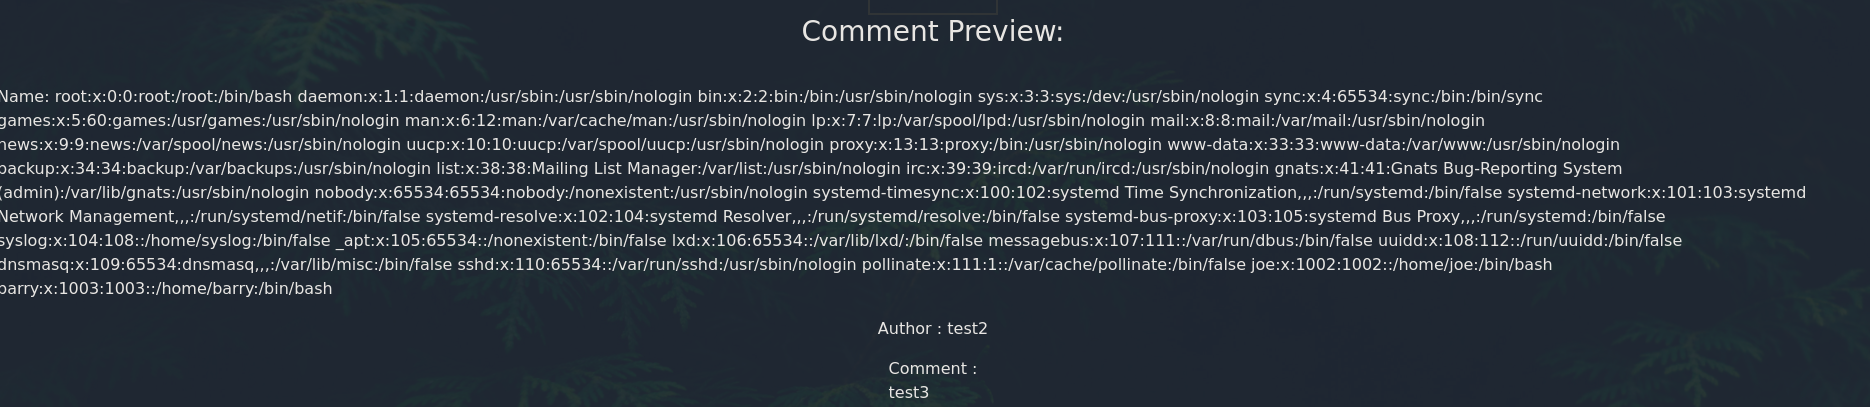 Comment Preview:
Name: root:x:0:0:root:/root:/bin/bash daemon:x:1:1:daemon:/usr/sbin:/usr/sbin/nologin bin:x:2:2:bin:/bin:/usr/sbin/nologin sys:x:3:3:sys:/dev:/usr/sbin/nologin sync:x:4:65534:sync:/bin:/bin/sync
games:x:5:60:games:/usr/games:/usr/sbin/nologin man:x:6:12:man:/var/cache/man:/usr/sbin/nologin lp:x:7:7:lp:/var/spool/lpd:/usr/sbin/nologin mail:x:8:8:mail:/var/mail:/usr/sbin/nologin
news:x:9:9:news:/var/spool/news:/usr/sbin/nologin uucp:x:10:10:uucp:/var/spool/uucp:/usr/sbin/nologin proxy:x:13:13:proxy:/bin:/usr/sbin/nologin www-data:x:33:33:www-data:/var/www:/usr/sbin/nologin
backup:x:34:34:backup:/var/backups:/usr/sbin/nologin list:x:38:38:Mailing List Manager:/var/list:/usr/sbin/nologin irc:x:39:39:ircd:/var/run/ircd:/usr/sbin/nologin gnats:x:41:41:Gnats Bug-Reporting System
(admin):/var/lib/gnats:/usr/sbin/nologin nobody:x:65534:65534:nobody:/nonexistent:/usr/sbin/nologin systemd-timesync:x:100:102:systemd Time Synchronization,,,:/run/systemd:/bin/false systemd-network:x:101:103:systemd
Network Management,,,:/run/systemd/netif:/bin/false systemd-resolve:x:102:104:systemd Resolver,,,:/run/systemd/resolve:/bin/false systemd-bus-proxy:x:103:105:systemd Bus Proxy,,,:/run/systemd:/bin/false
syslog:x:104:108::/home/syslog:/bin/false _apt:x:105:65534::/nonexistent:/bin/false lxd:x:106:65534::/var/lib/lxd/:/bin/false messagebus:x:107:111::/var/run/dbus:/bin/false uuidd:x:108:112::/run/uuidd:/bin/false
dnsmasq:x:109:65534:dnsmasq,,,:/var/lib/misc:/bin/false sshd:x:110:65534::/var/run/sshd:/usr/sbin/nologin pollinate:x:111:1::/var/cache/pollinate:/bin/false joe:x:1002:1002::/home/joe:/bin/bash
barry:x:1003:1003::/home/barry:/bin/bash
Author : test2
Comment :
test3